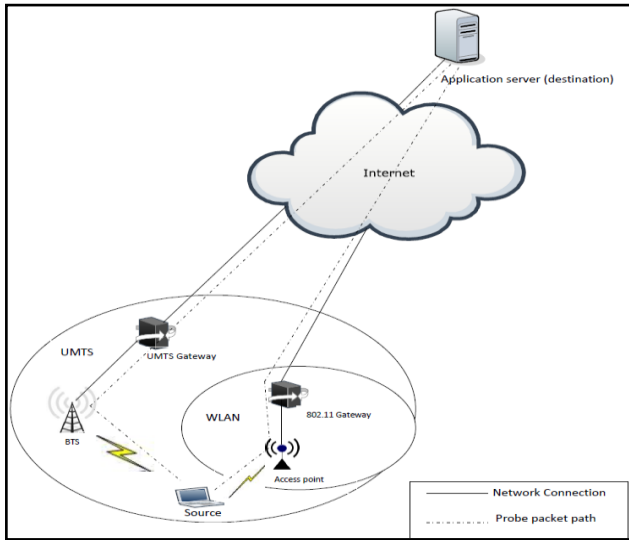 Application server (destination)
Internet
UMTS
UMTS Gateway
WLAN
802.11 Gateway
BTS
Access point
Source
Network Connection
Probe packet path